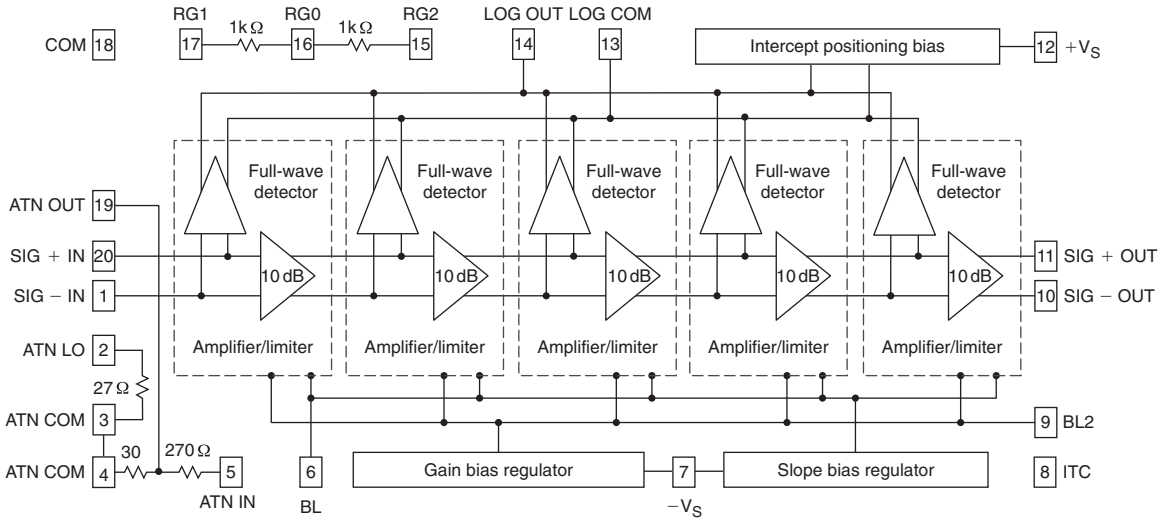 RG1 RG0 RG2 LOG OUT LOG COM
1k Ω 1k Ω
COM 18 17 16 15 14 13 Intercept positioning bias 12 +VS
Full-wave detector Full-wave detector Full-wave detector Full-wave detector Full-wave detector
ATN OUT 19
SIG + IN 20 11 SIG + OUT
10 dB 10 dB 10 dB 10 dB 10 dB
SIG − IN 1 10 SIG − OUT
ATN LO 2 Amplifier/limiter Amplifier/limiter Amplifier/limiter Amplifier/limiter Amplifier/limiter
27 Ω
ATN COM 3 9 BL2
30 270 Ω
ATN COM 4 5 6 Gain bias regulator 7 Slope bias regulator 8 ITC
ATN IN BL −VS